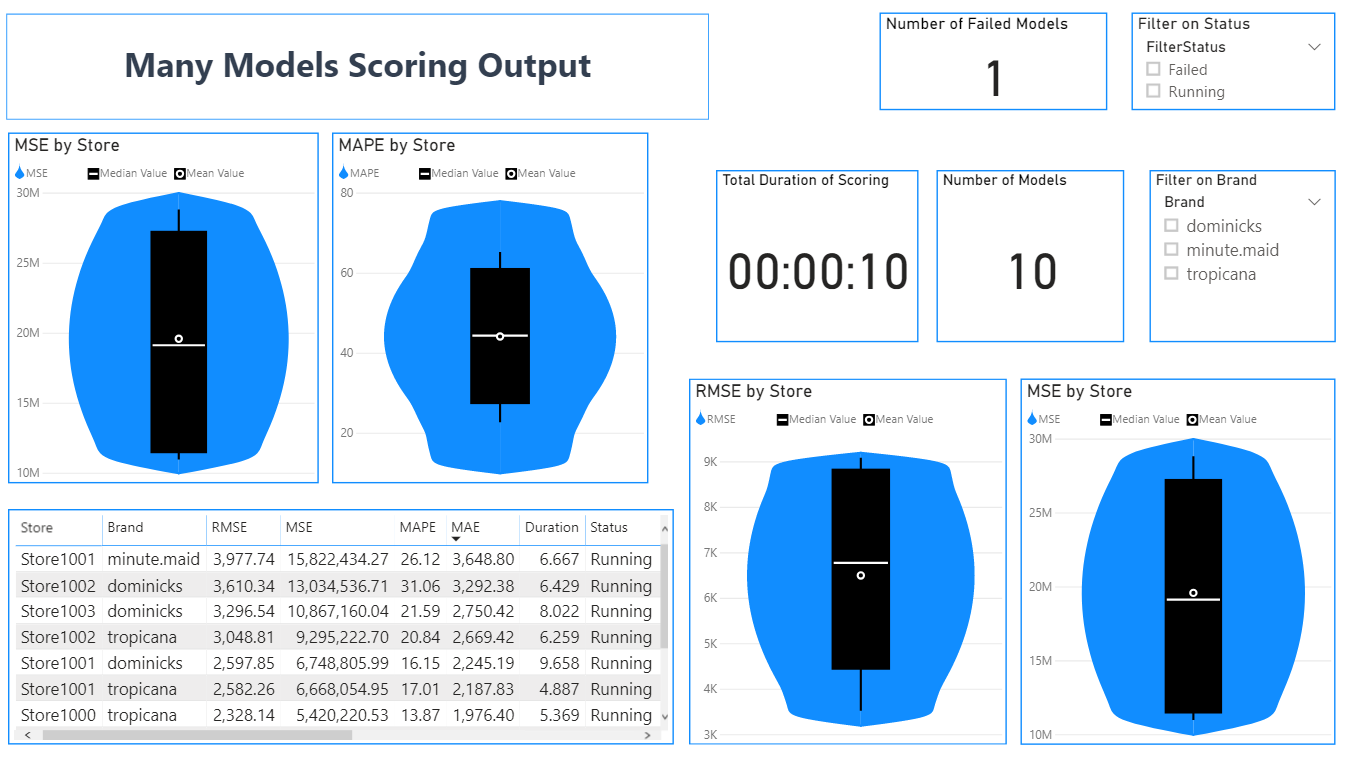 Many Models Scoring Output
Number of Failed Models
1
Filter on Status
FilterStatus
Failed
Running
MSE by Store
MSE Median Value Mean Value
30M
25M
20M
15M
10M
MAPE by Store
MAPE Median Value Mean Value
80
60
40
20
Total Duration of Scoring
00:00:10
Number of Models
10
Filter on Brand
Brand
dominicks
minute.maid
tropicana
Store Brand RMSE MSE MAPE MAE Duration Status
Store1001 minute.maid 3,977.74 15,822,434.27 26.12 3,648.80 6.667 Running
Store1002 dominicks 3,610.34 13,034,536.71 31.06 3,292.38 6.429 Running
Store1003 dominicks 3,296.54 10,867,160.04 21.59 2,750.42 8.022 Running
Store1002 tropicana 3,048.81 9,295,222.70 20.84 2,669.42 6.259 Running
Store1001 dominicks 2,597.85 6,748,805.99 16.15 2,245.19 9.658 Running
Store1001 tropicana 2,582.26 6,668,054.95 17.01 2,187.83 4.887 Running
Store1000 tropicana 2,328.14 5,420,220.53 13.87 1,976.40 5.369 Running
RMSE by Store
RMSE Median Value Mean Value
9K
8K
7K
6K
5K
4K
3K
MSE by Store
MSE Median Value Mean Value
30M
25M
20M
15M
10M